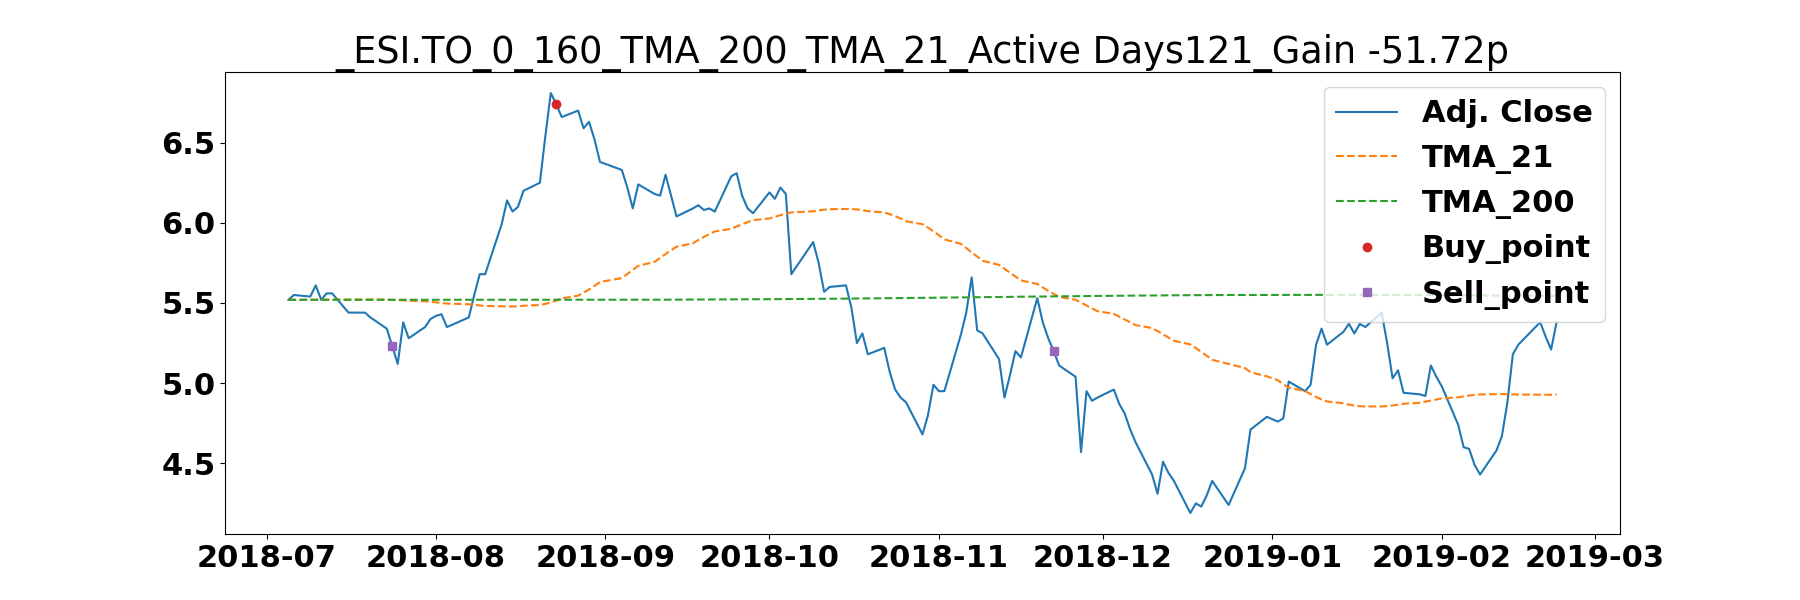 _ESI.TO_0_160_TMA_200_TMA_21_Active Days121_Gain -51.72p
Adj. Close
TMA_21
TMA_200
Buy_point
Sell_point
6.5
6.0
5.5
5.0
4.5
2018-07 2018-08 2018-09 2018-10 2018-11 2018-12 2019-01 2019-02 2019-03